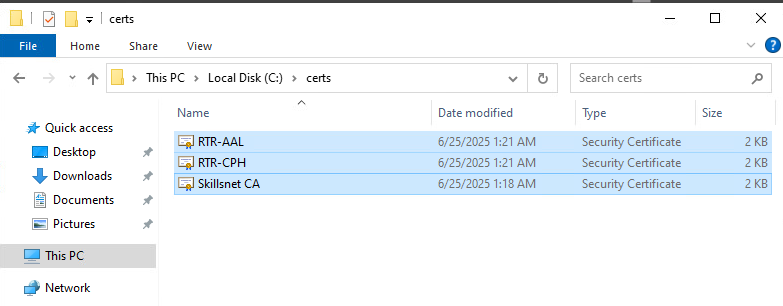 certs
File Home Share View
This PC Local Disk (C:) certs Search certs
Name Date modified Type Size
Quick access
Desktop
Downloads
Documents
Pictures
This PC
Network
RTR-AAL 6/25/2025 1:21 AM Security Certificate 2 KB
RTR-CPH 6/25/2025 1:21 AM Security Certificate 2 KB
Skillsnet CA 6/25/2025 1:18 AM Security Certificate 2 KB